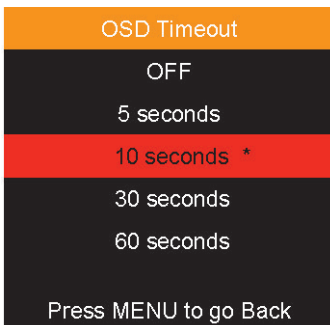 OSD Timeout
OFF
5 seconds
10 seconds *
30 seconds
60 seconds
Press MENU to go Back